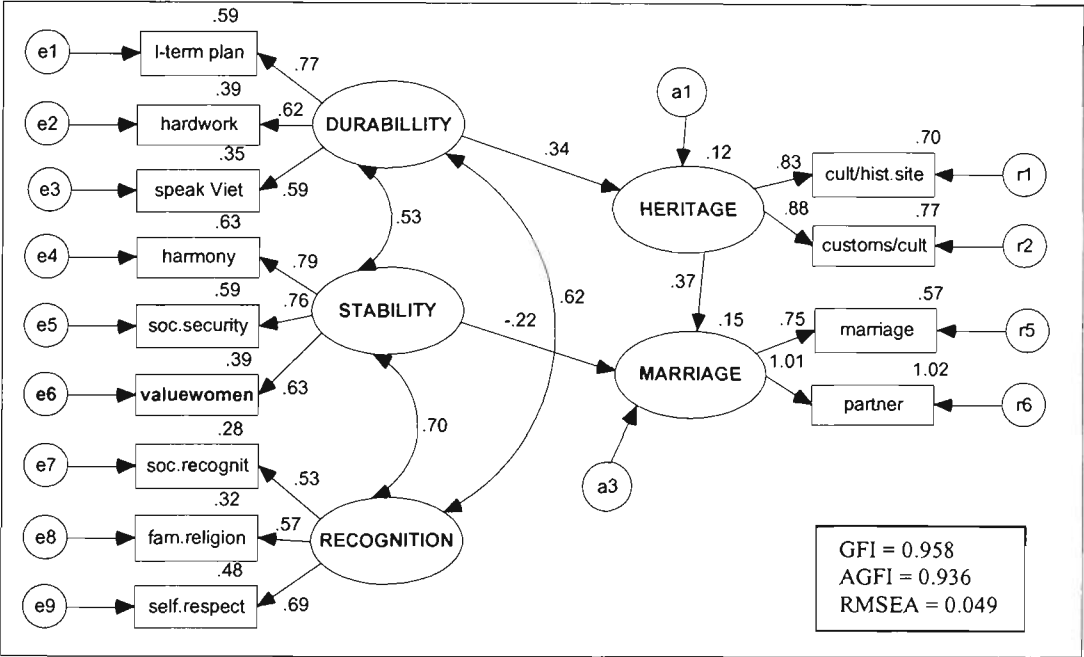 .59
e1
l-term plan
.77
.39
e2
hardwork
.62
DURABILLITY
.35
e3
speak Viet
.59
.53
.63
e4
harmony
.79
.59
e5
soc.security
.76
STABILITY
.39
e6
valuewomen
.63
.70
.28
e7
soc.recognit
.53
.32
e8
fam.religion
.57
RECOGNITION
.48
e9
self.respect
.69
.62
.34
-.22
a1
.12
HERITAGE
.83
.70
cult/hist.site
r1
.88
.77
customs/cult
r2
.37
.15
MARRIAGE
.75
.57
marriage
r5
1.01
1.02
partner
r6
a3
GFI = 0.958
AGFI = 0.936
RMSEA = 0.049